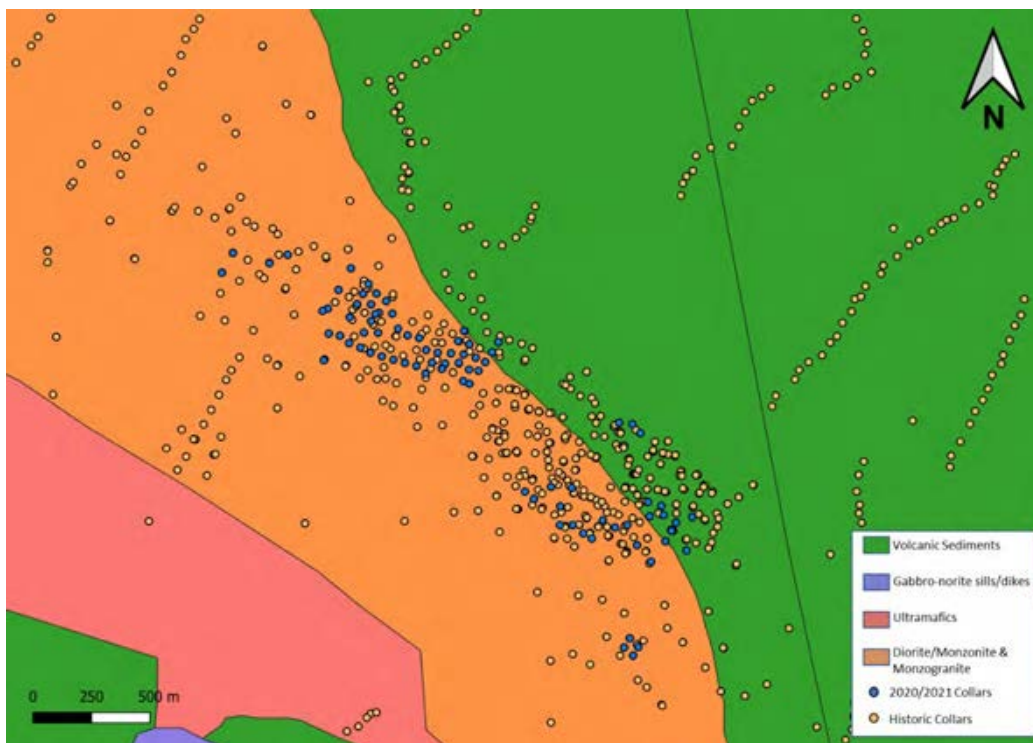 N
Volcanic Sediments
Gabbro-norite sills/dikes
Ultramafics
Diorite/Monzonite &
Monzogranite
2020/2021 Collars
Historic Collars
0 250 500 m